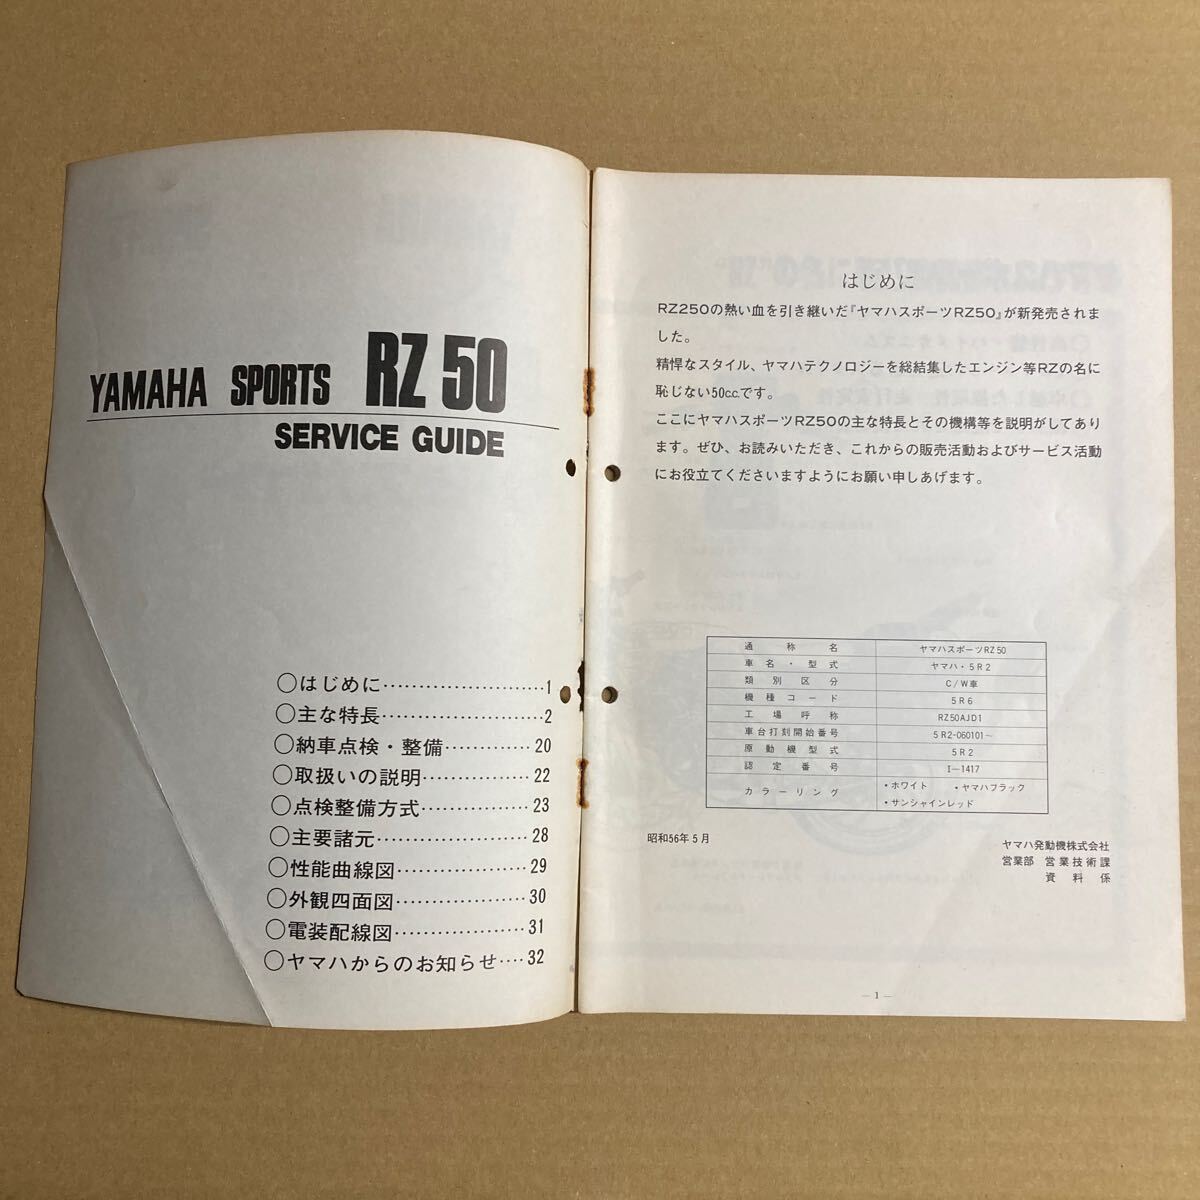 YAMAHA SPORTS RZ 50
SERVICE GUIDE
○はじめに……………………1
○主な特長……………………2
○納車点検・整備…………20
○取扱いの説明……………22
○点検整備方式……………23
○主要諸元…………………28
○性能曲線図………………29
○外観四面図………………30
○電装配線図………………31
○ヤマハからのお知らせ‥‥32
はじめに
RZ250の熱い血を引き継いだ『ヤマハスポーツRZ50』が新発売されま
した。
精悍なスタイル、ヤマハテクノロジーを総結集したエンジン等RZの名に
恥じない50c.c.です。
ここにヤマハスポーツRZ50の主な特長とその機構等を説明がしてあり
ます。ぜひ、お読みいただき、これからの販売活動およびサービス活動
にお役立てくださいますようにお願い申しあげます。
通称名 ヤマハスポーツRZ50
車名・型式 ヤマハ・5R2
類別区分 C/W車
機種コード 5R6
工場呼称 RZ50AJD1
車台打刻開始番号 5R2-060101〜
原動機型式 5R2
認定番号 I-1417
カラーリング ・ホワイト ・ヤマハブラック
・サンシャインレッド
昭和56年5月
ヤマハ発動機株式会社
営業部 営業技術課
資料係
— 1 —